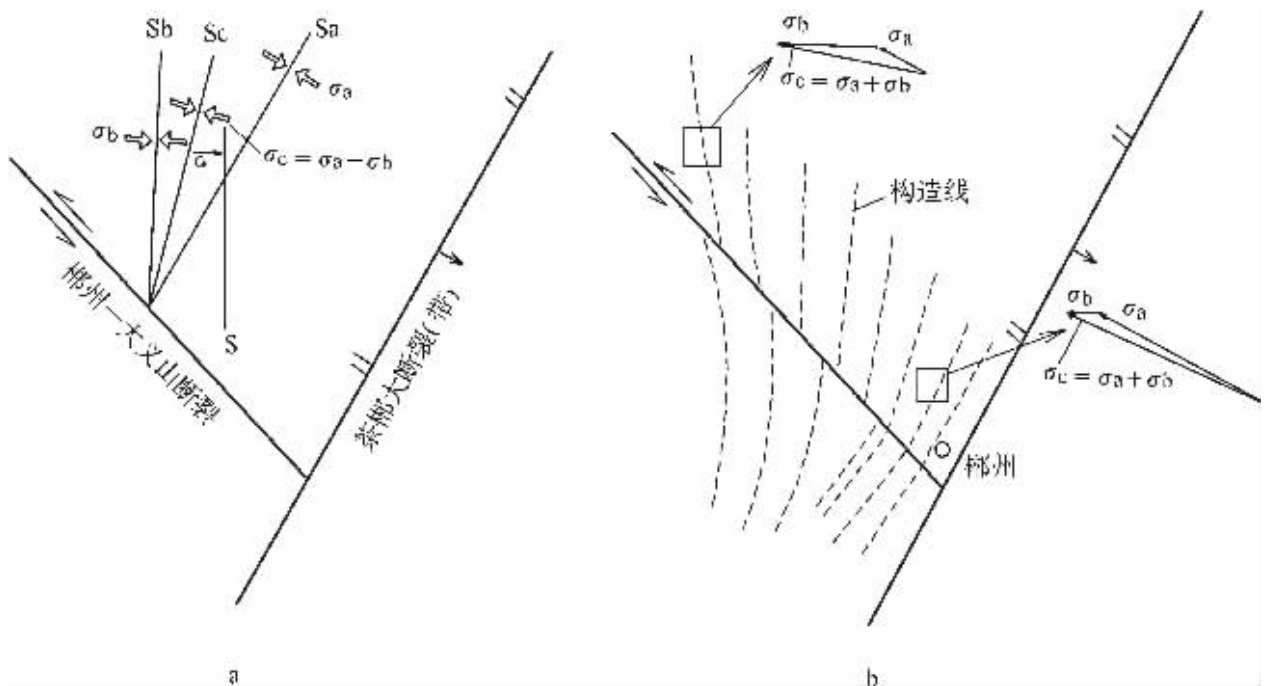 Sb
Sc
Sa
σa
σb
σc = σa − σb
α
S
郴州—大义山断裂
茶郴大断裂(带)
a
σb
σa
σc = σa + σb
构造线
σb
σa
σc = σa + σb
郴州
b